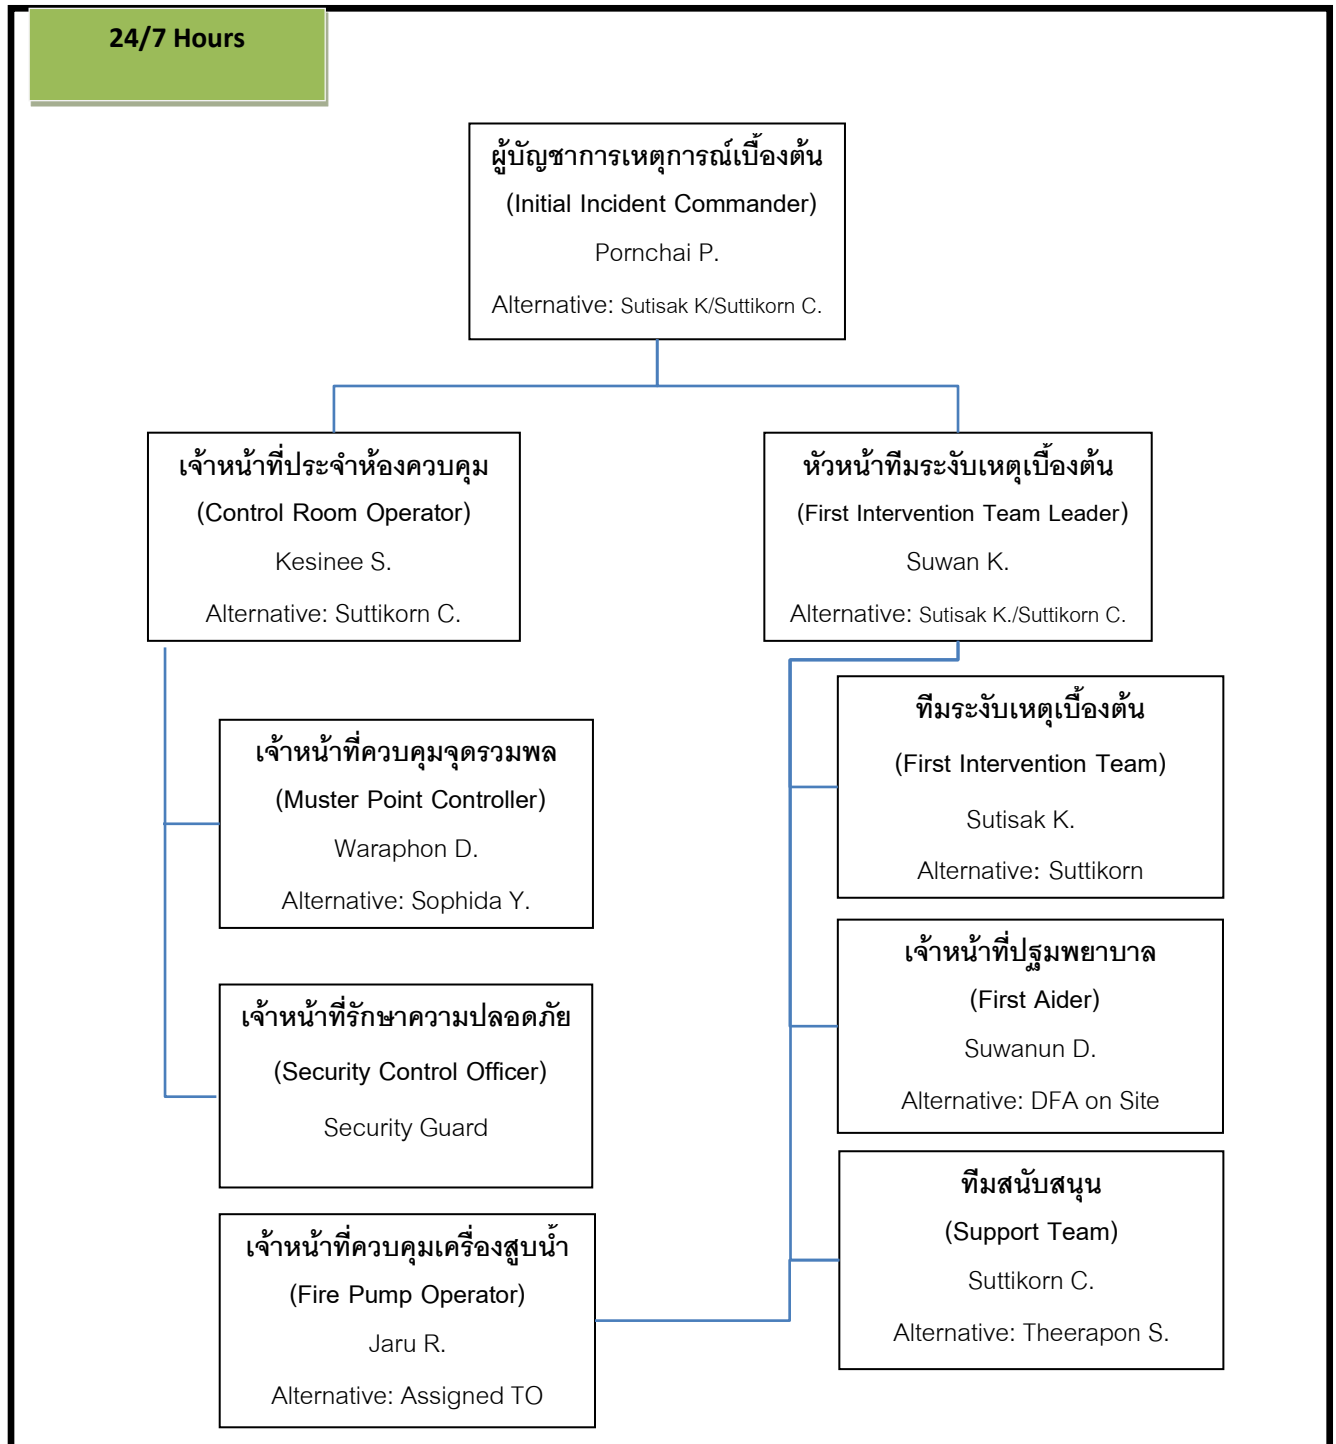 24/7 Hours
ผู้บัญชาการเหตุการณ์เบื้องต้น
(Initial Incident Commander)
Pornchai P.
Alternative: Sutisak K/Suttikorn C.
เจ้าหน้าที่ประจำห้องควบคุม
(Control Room Operator)
Kesinee S.
Alternative: Suttikorn C.
หัวหน้าทีมระงับเหตุเบื้องต้น
(First Intervention Team Leader)
Suwan K.
Alternative: Sutisak K./Suttikorn C.
เจ้าหน้าที่ควบคุมจุดรวมพล
(Muster Point Controller)
Waraphon D.
Alternative: Sophida Y.
เจ้าหน้าที่รักษาความปลอดภัย
(Security Control Officer)
Security Guard
เจ้าหน้าที่ควบคุมเครื่องสูบน้ำ
(Fire Pump Operator)
Jaru R.
Alternative: Assigned TO
ทีมระงับเหตุเบื้องต้น
(First Intervention Team)
Sutisak K.
Alternative: Suttikorn
เจ้าหน้าที่ปฐมพยาบาล
(First Aider)
Suwanun D.
Alternative: DFA on Site
ทีมสนับสนุน
(Support Team)
Suttikorn C.
Alternative: Theerapon S.